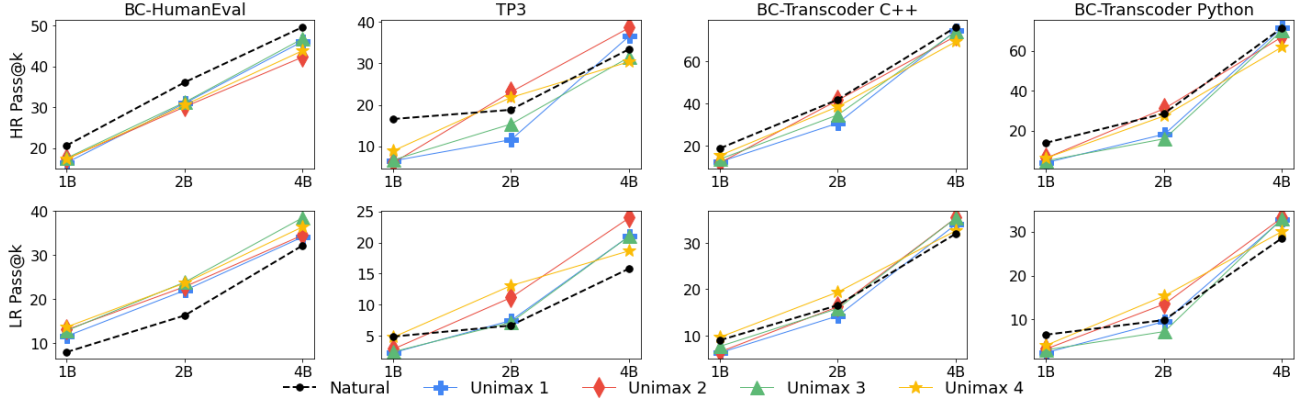 BC-HumanEval TP3 BC-Transcoder C++ BC-Transcoder Python
HR Pass@k
50
40
30
20
1B 2B 4B
40
30
20
10
1B 2B 4B
60
40
20
1B 2B 4B
60
40
20
1B 2B 4B
LR Pass@k
40
30
20
10
1B 2B 4B
25
20
15
10
5
1B 2B 4B
30
20
10
1B 2B 4B
30
20
10
1B 2B 4B
Natural Unimax 1 Unimax 2 Unimax 3 Unimax 4